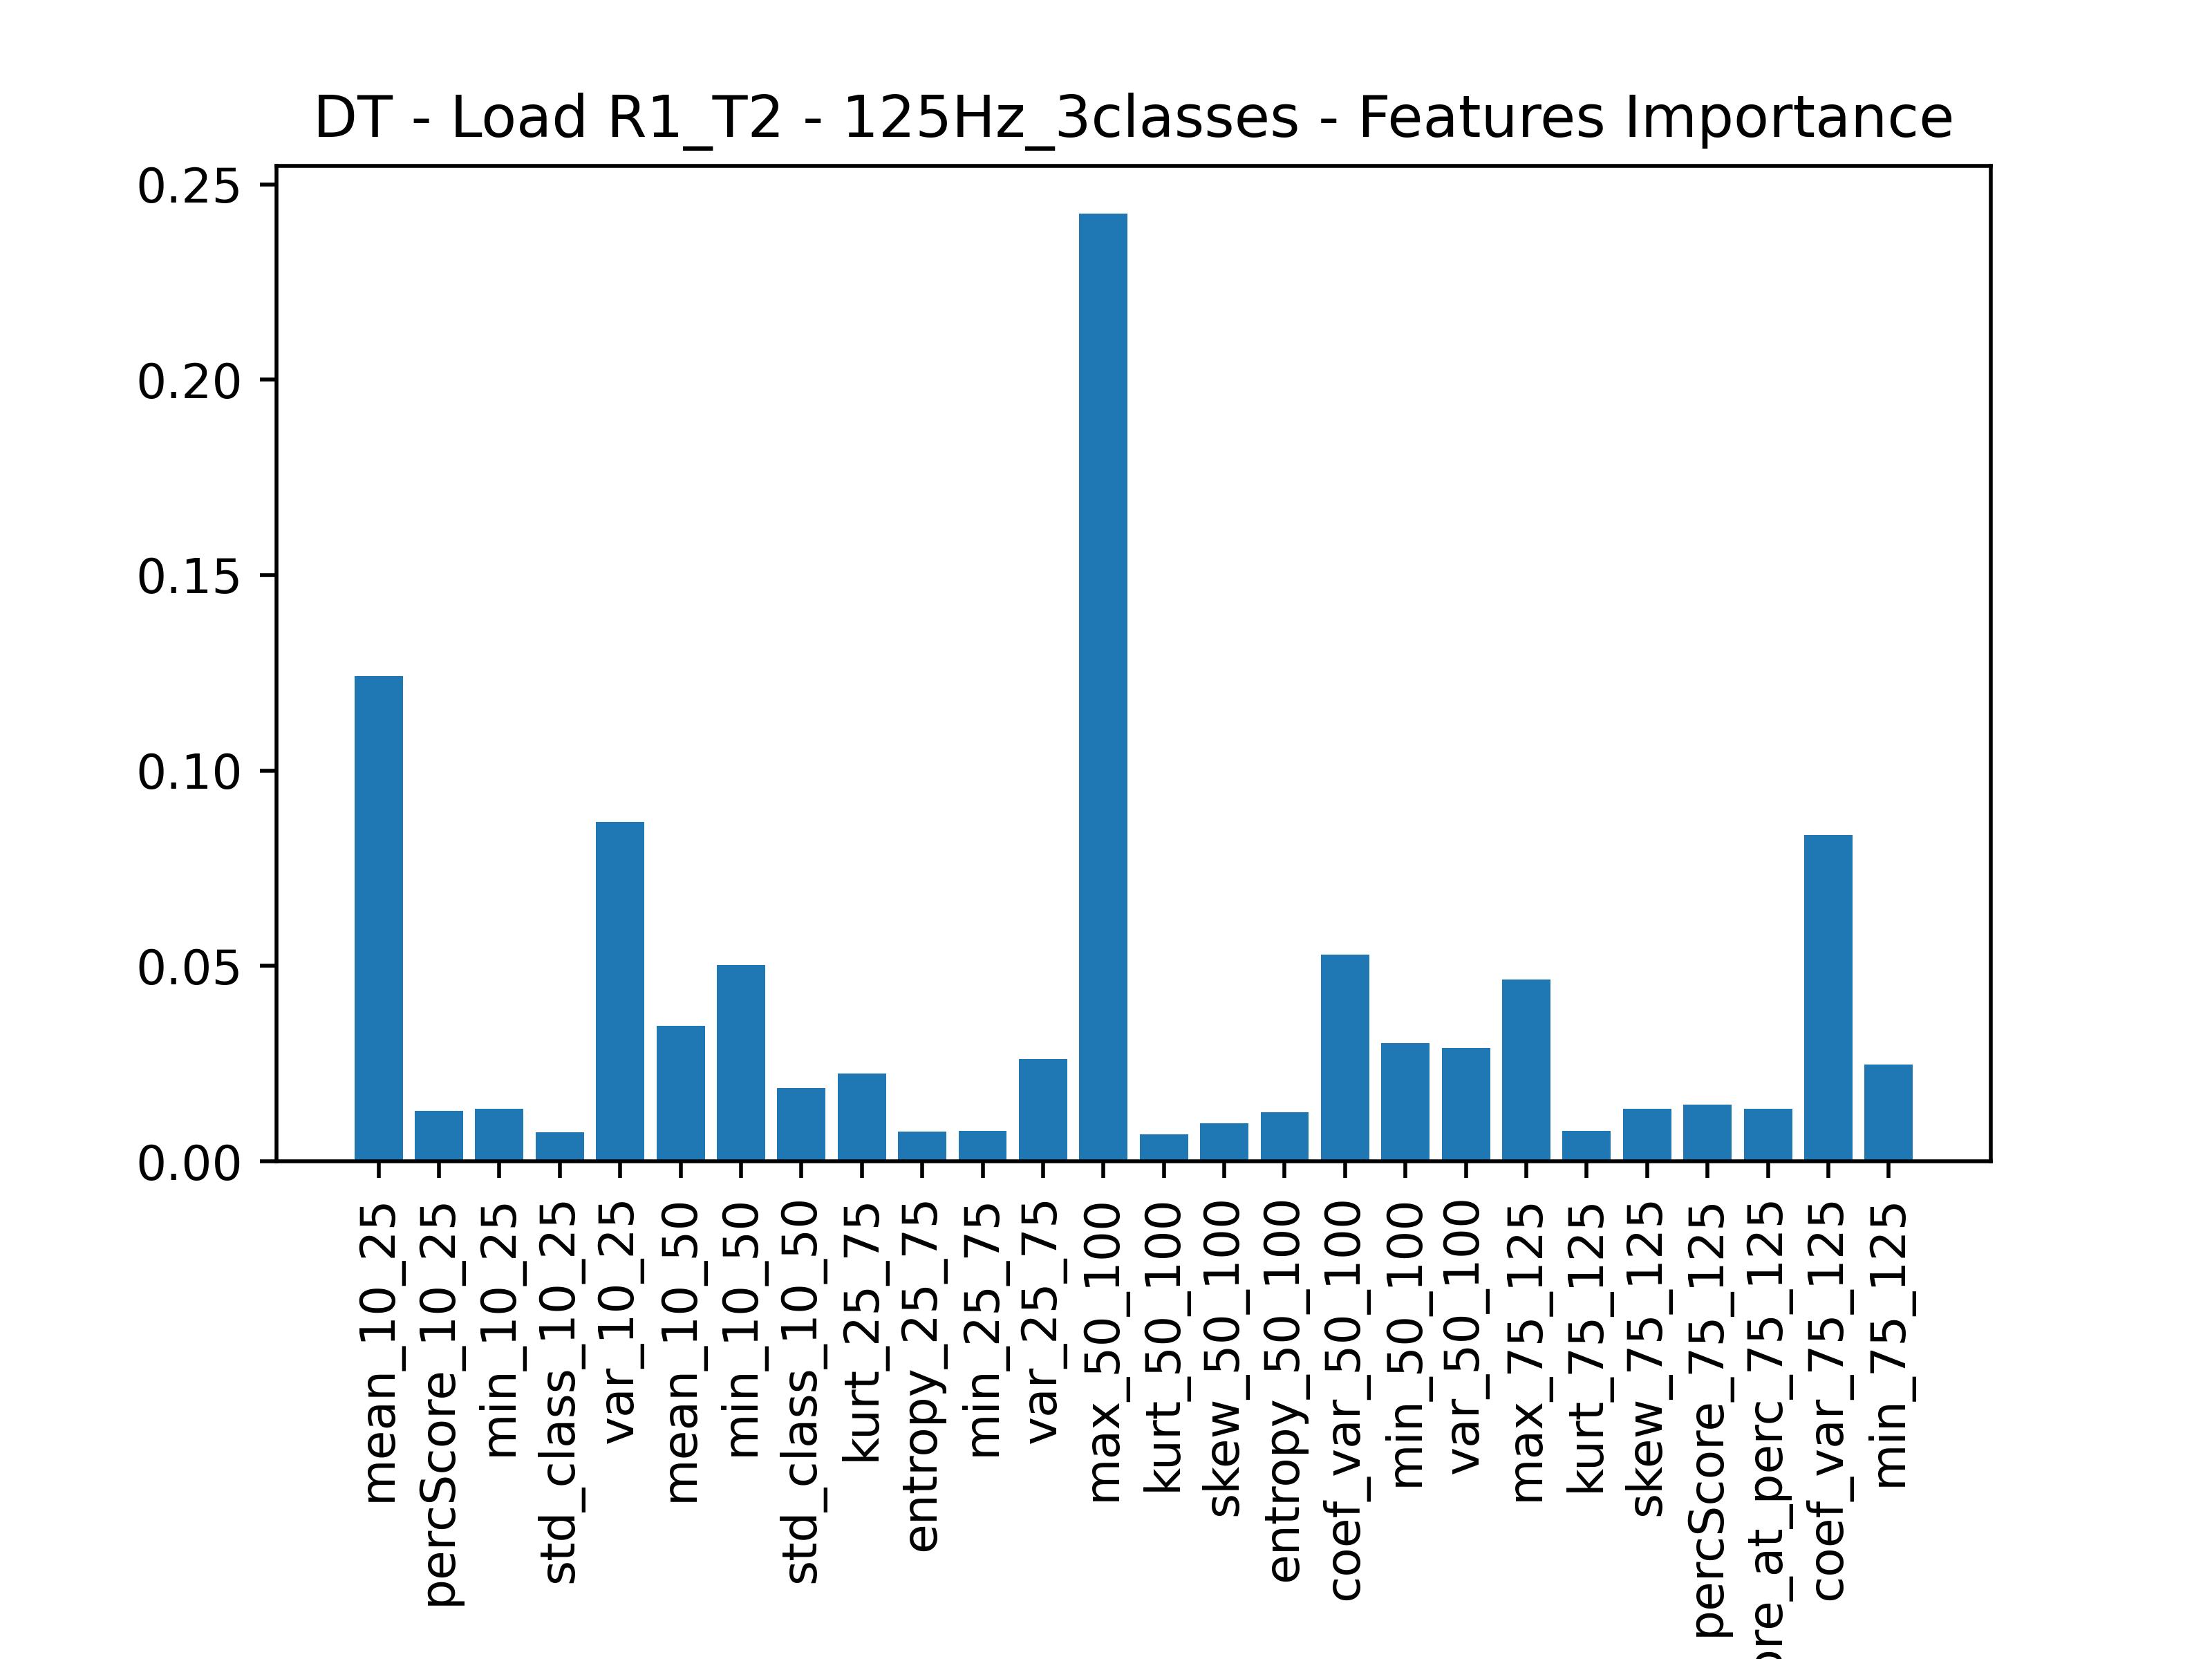 DT - Load R1_T2 - 125Hz_3classes - Features Importance
0.25
0.20
0.15
0.10
0.05
0.00
mean_10_25
percScore_10_25
min_10_25
std_class_10_25
var_10_25
mean_10_50
min_10_50
std_class_10_50
kurt_25_75
entropy_25_75
min_25_75
var_25_75
max_50_100
kurt_50_100
skew_50_100
entropy_50_100
coef_var_50_100
min_50_100
var_50_100
max_75_125
kurt_75_125
skew_75_125
percScore_75_125
ore_at_perc_75_125
coef_var_75_125
min_75_125